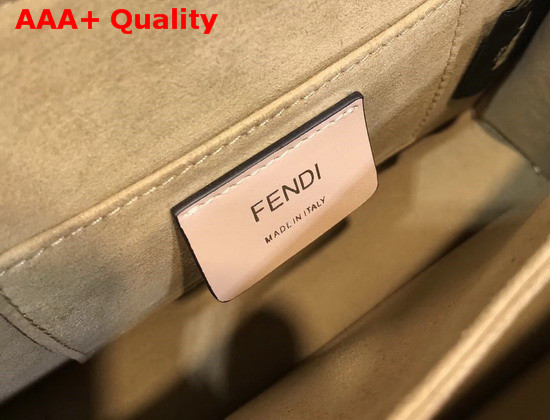 AAA+ Quality
FENDI
MADE IN ITALY